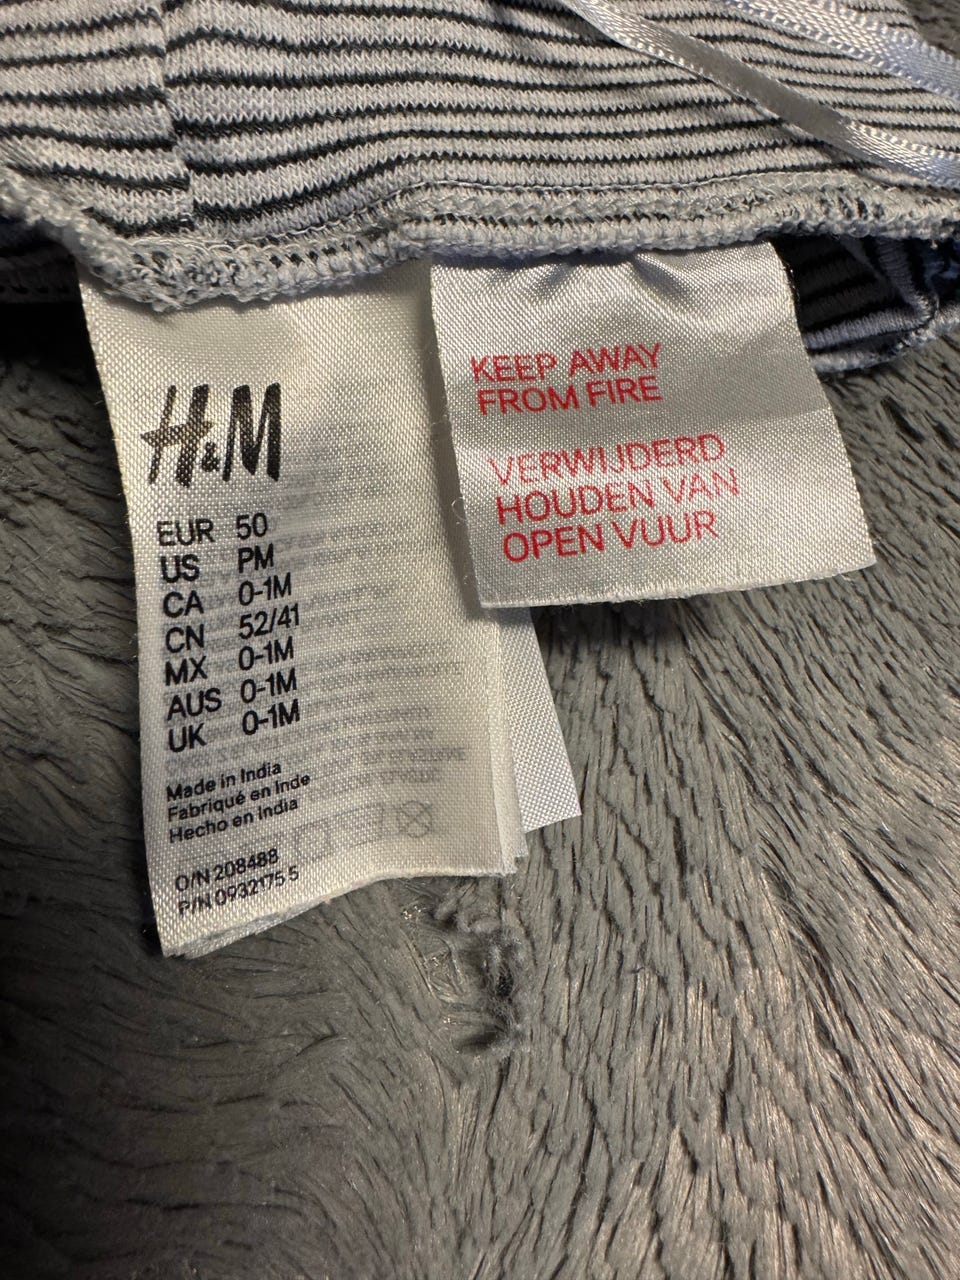 H&M
EUR 50
US PM
CA 0-1M
CN 52/41
MX 0-1M
AUS 0-1M
UK 0-1M
Made in India
Fabriqué en Inde
Hecho en India
O/N 208488
P/N 0932175 5
KEEP AWAY
FROM FIRE
VERWIJDERD
HOUDEN VAN
OPEN VUUR